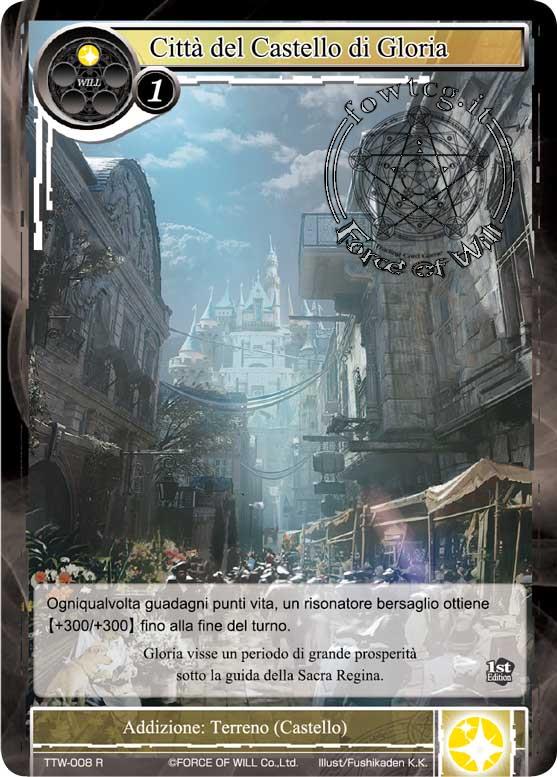 Città del Castello di Gloria
WILL
1
fowtcg.it
Force of Will
Ogniqualvolta guadagni punti vita, un risonatore bersaglio ottiene
【+300/+300】 fino alla fine del turno.
Gloria visse un periodo di grande prosperità
sotto la guida della Sacra Regina.
1st
Edition
Addizione: Terreno (Castello)
TTW-008 R ©FORCE OF WILL Co.,Ltd. Illust/Fushikaden K.K.